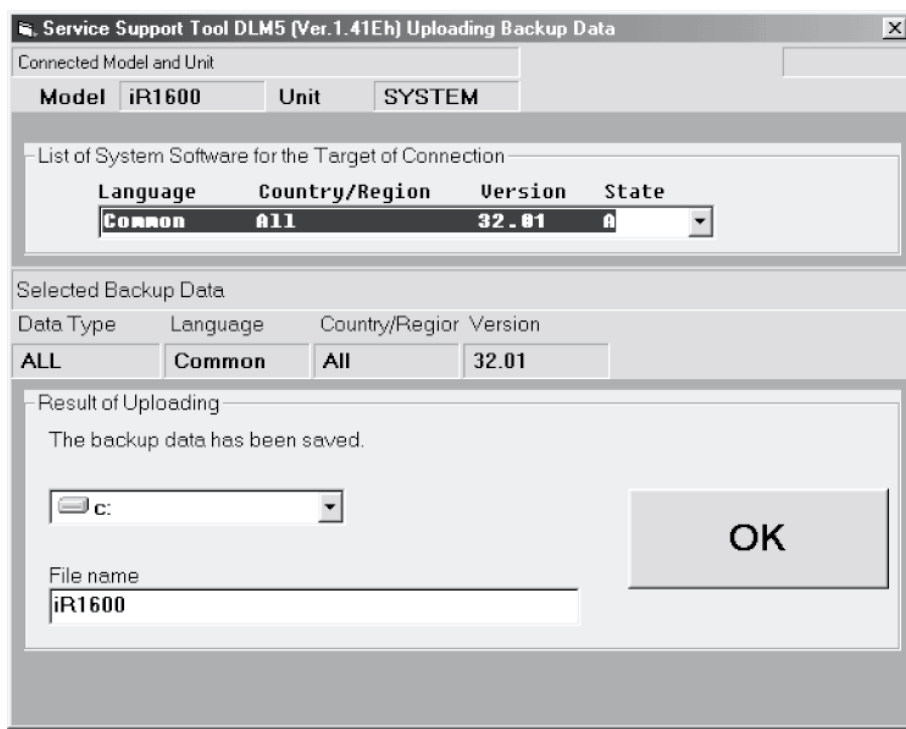 Service Support Tool DLM5 (Ver.1.41Eh) Uploading Backup Data
Connected Model and Unit
Model iR1600 Unit SYSTEM
List of System Software for the Target of Connection
Language Country/Region Version State
Common All 32.01 A
Selected Backup Data
Data Type Language Country/Regior Version
ALL Common All 32.01
Result of Uploading
The backup data has been saved.
c:
OK
File name
iR1600